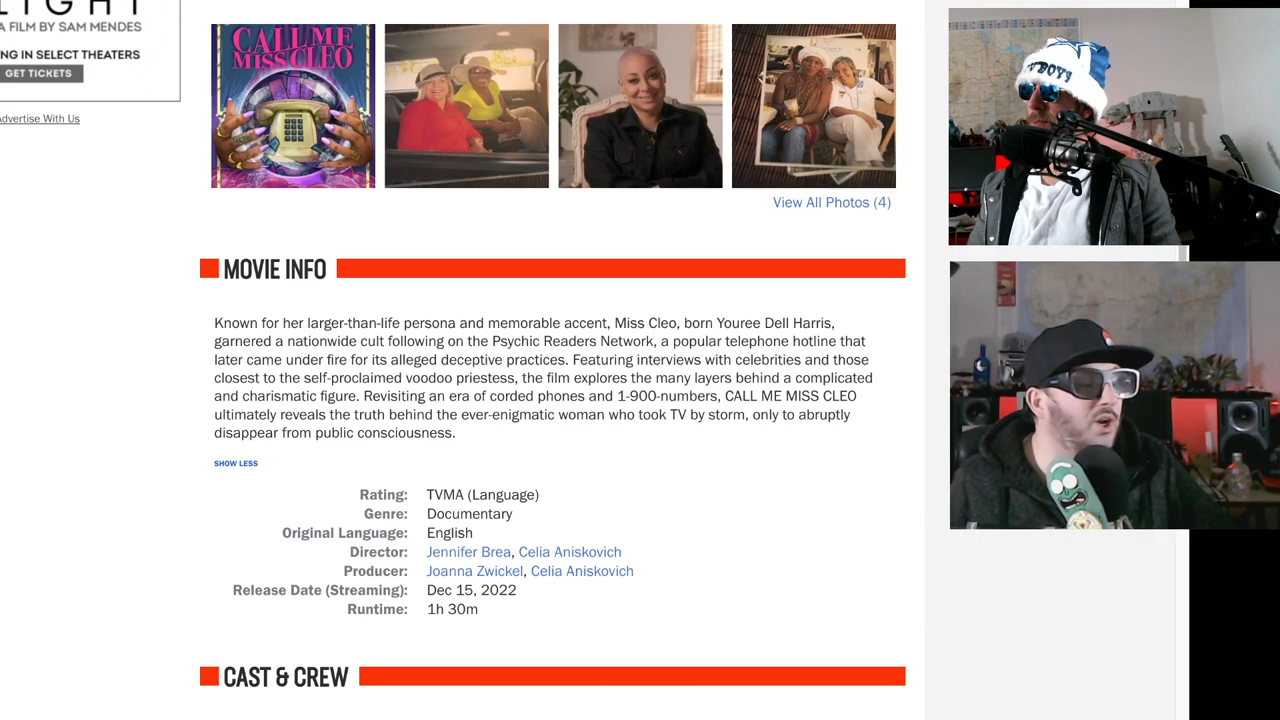 LIGHT
A FILM BY SAM MENDES
NG IN SELECT THEATERS
GET TICKETS
Advertise With Us
CALL ME
MISS CLEO
View All Photos (4)
MOVIE INFO
Known for her larger-than-life persona and memorable accent, Miss Cleo, born Youree Dell Harris,
garnered a nationwide cult following on the Psychic Readers Network, a popular telephone hotline that
later came under fire for its alleged deceptive practices. Featuring interviews with celebrities and those
closest to the self-proclaimed voodoo priestess, the film explores the many layers behind a complicated
and charismatic figure. Revisiting an era of corded phones and 1-900-numbers, CALL ME MISS CLEO
ultimately reveals the truth behind the ever-enigmatic woman who took TV by storm, only to abruptly
disappear from public consciousness.
SHOW LESS
Rating: TVMA (Language)
Genre: Documentary
Original Language: English
Director: Jennifer Brea, Celia Aniskovich
Producer: Joanna Zwickel, Celia Aniskovich
Release Date (Streaming): Dec 15, 2022
Runtime: 1h 30m
CAST & CREW